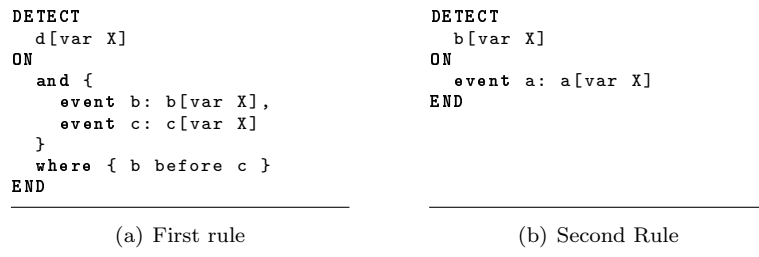 DETECT
d[var X]
ON
and {
event b: b[var X],
event c: c[var X]
}
where { b before c }
END
(a) First rule
DETECT
b[var X]
ON
event a: a[var X]
END
(b) Second Rule